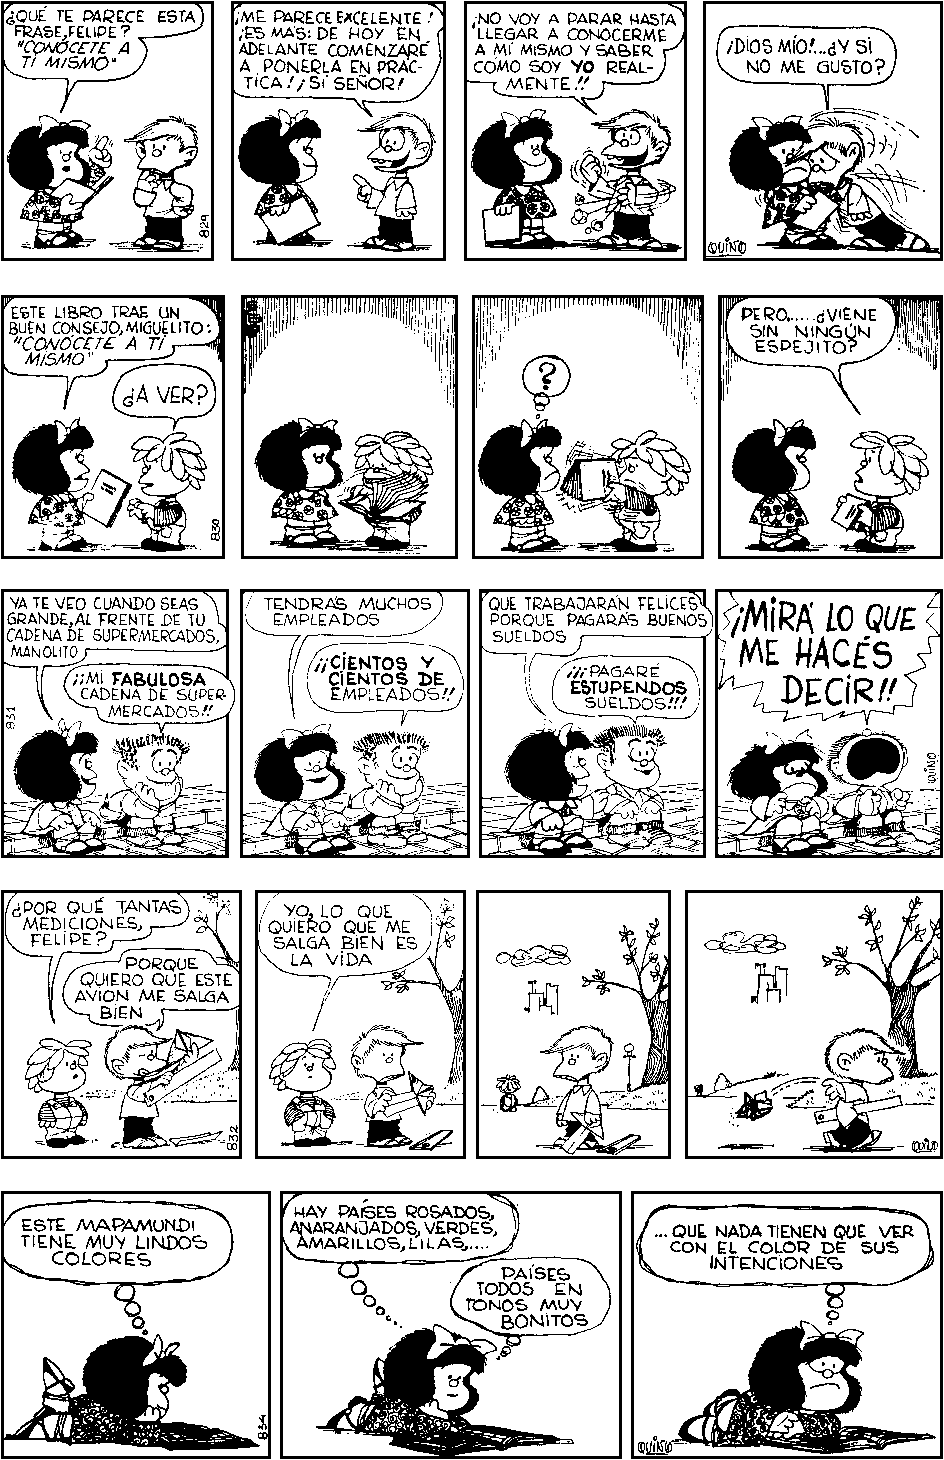 ¿QUÉ TE PARECE ESTA
FRASE, FELIPE?
"CONÓCETE A
TI MISMO"
829
¡ME PARECE EXCELENTE!
¡ES MÁS: DE HOY EN
ADELANTE COMENZARÉ
A PONERLA EN PRÁC-
TICA! ¡SÍ SEÑOR!
¡NO VOY A PARAR HASTA
LLEGAR A CONOCERME
A MÍ MISMO Y SABER
COMO SOY YO REAL-
MENTE!!
¡DIOS MÍO!...¿Y SI
NO ME GUSTO?
QUINO
ESTE LIBRO TRAE UN
BUEN CONSEJO, MIGUELITO:
"CONÓCETE A TÍ
MISMO"
¿A VER?
830
?
PERO.....¿VIENE
SIN NINGÚN
ESPEJITO?
YA TE VEO CUANDO SEAS
GRANDE, AL FRENTE DE TU
CADENA DE SUPERMERCADOS,
MANOLITO
¡¡MI FABULOSA
CADENA DE SUPER
MERCADOS!!
831
TENDRÁS MUCHOS
EMPLEADOS
¡¡CIENTOS Y
CIENTOS DE
EMPLEADOS!!
QUE TRABAJARÁN FELICES
PORQUE PAGARÁS BUENOS
SUELDOS
¡¡¡PAGARÉ
ESTUPENDOS
SUELDOS!!!
¡MIRÁ LO QUE
ME HACÉS
DECIR!!
QUINO
¿POR QUÉ TANTAS
MEDICIONES,
FELIPE?
PORQUE
QUIERO QUE ESTE
AVION ME SALGA
BIEN
832
YO, LO QUE
QUIERO QUE ME
SALGA BIEN ES
LA VIDA
QUINO
ESTE MAPAMUNDI
TIENE MUY LINDOS
COLORES
834
HAY PAÍSES ROSADOS,
ANARANJADOS, VERDES,
AMARILLOS, LILAS,....
PAÍSES
TODOS EN
TONOS MUY
BONITOS
...QUE NADA TIENEN QUE VER
CON EL COLOR DE SUS
INTENCIONES
QUINO